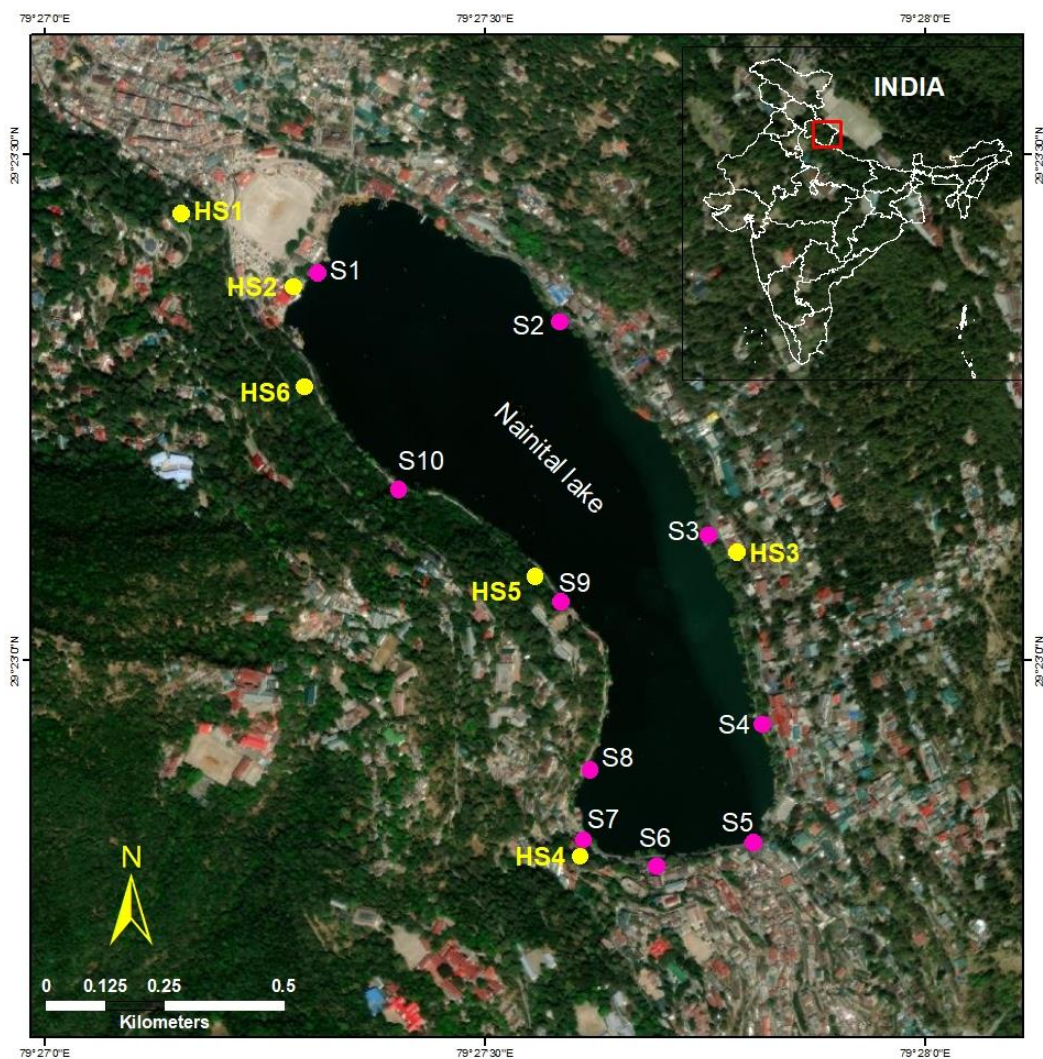 79°27'0"E
79°27'30"E
79°28'0"E
INDIA
29°23'30"N
29°23'30"N
HS1
S1
HS2
S2
HS6
Nainital lake
S10
S3
HS3
HS5
S9
29°23'0"N
29°23'0"N
S4
S8
S7
S6
S5
HS4
N
0 0.125 0.25 0.5
Kilometers
79°27'0"E
79°27'30"E
79°28'0"E